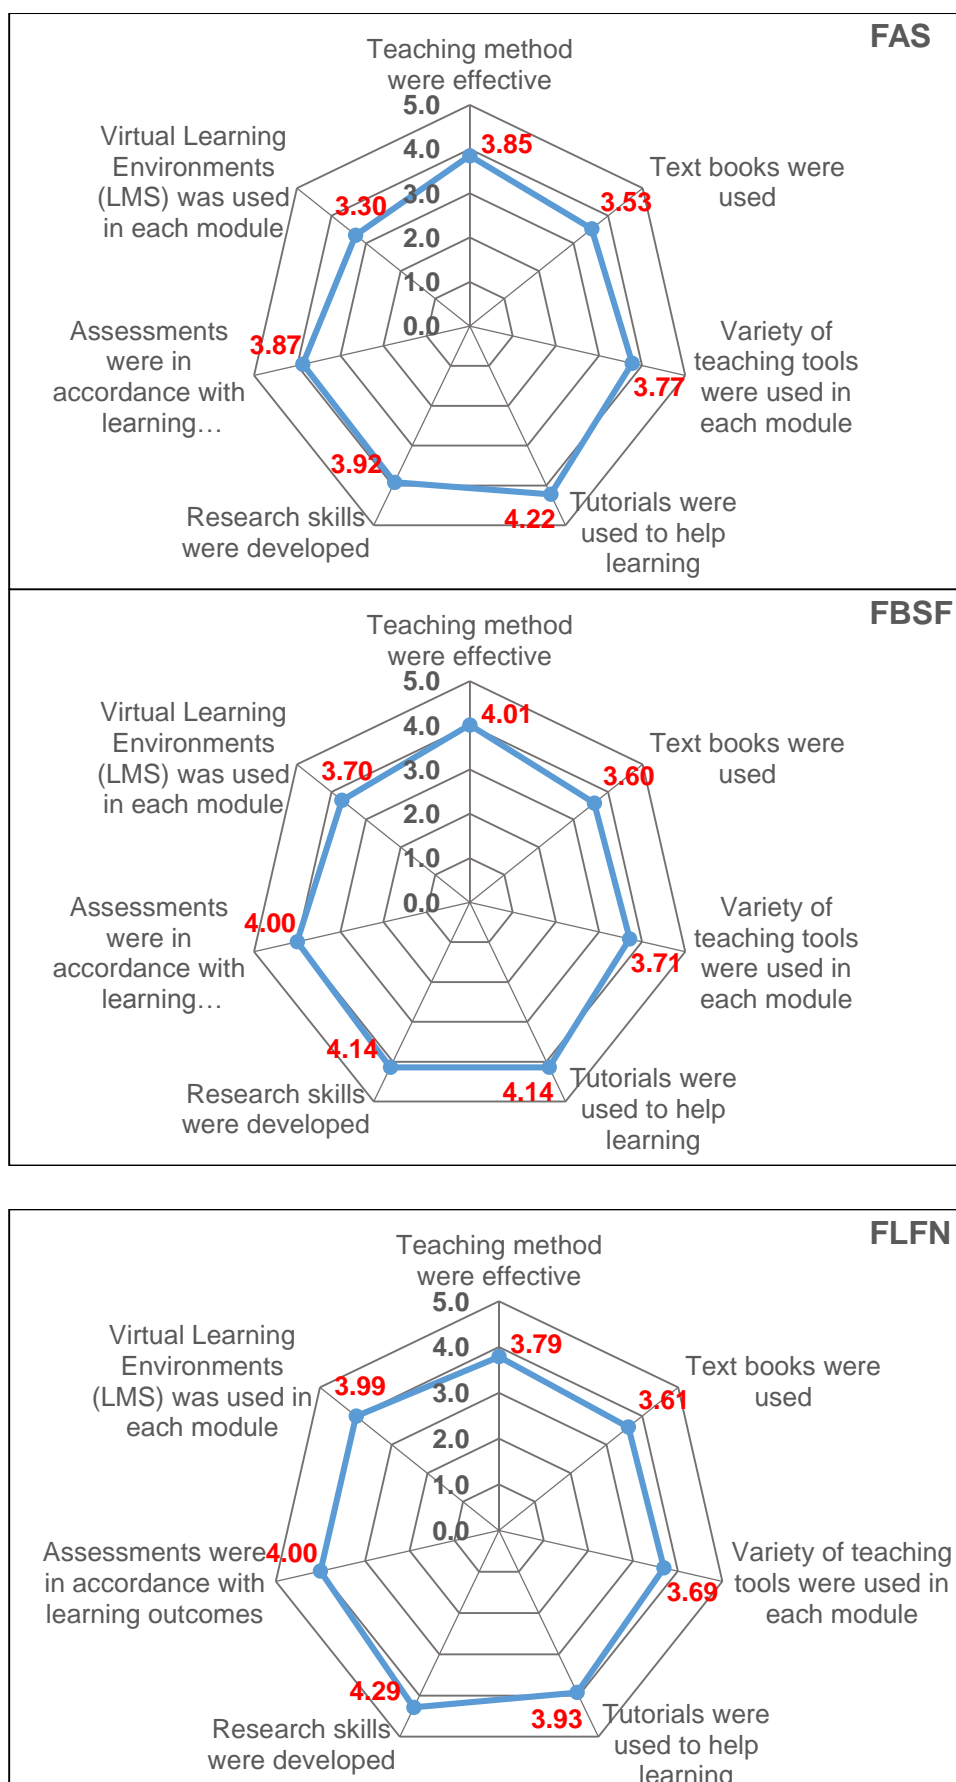 FAS
Teaching method
were effective
5.0
4.0
3.0
2.0
1.0
0.0
3.85
Text books were
used
3.53
Variety of
teaching tools
were used in
each module
3.77
Tutorials were
used to help
learning
4.22
Research skills
were developed
3.92
Assessments
were in
accordance with
learning…
3.87
Virtual Learning
Environments
(LMS) was used
in each module
3.30
FBSF
Teaching method
were effective
5.0
4.0
3.0
2.0
1.0
0.0
4.01
Text books were
used
3.60
Variety of
teaching tools
were used in
each module
3.71
Tutorials were
used to help
learning
4.14
Research skills
were developed
4.14
Assessments
were in
accordance with
learning…
4.00
Virtual Learning
Environments
(LMS) was used
in each module
3.70
FLFN
Teaching method
were effective
5.0
4.0
3.0
2.0
1.0
0.0
3.79
Text books were
used
3.61
Variety of teaching
tools were used in
each module
3.69
Tutorials were
used to help
learning
3.93
Research skills
were developed
4.29
Assessments were
in accordance with
learning outcomes
4.00
Virtual Learning
Environments
(LMS) was used in
each module
3.99